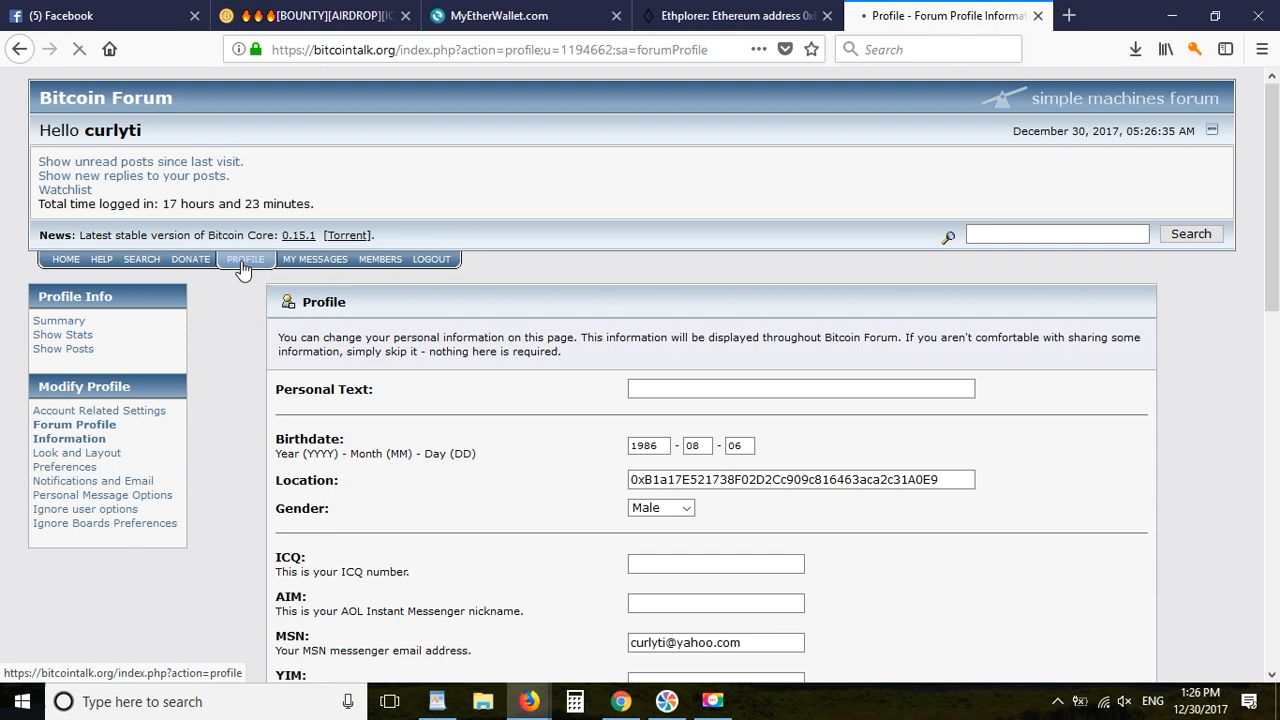 Facebook
🔥🔥🔥[BOUNTY][AIRDROP][IC
MyEtherWallet.com
Ethplorer: Ethereum address 0x
Profile - Forum Profile Informa
https://bitcointalk.org/index.php?action=profile;u=1194662;sa=forumProfile
Search
Bitcoin Forum
simple machines forum
Hello curlyti
December 30, 2017, 05:26:35 AM
Show unread posts since last visit.
Show new replies to your posts.
Watchlist
Total time logged in: 17 hours and 23 minutes.
News: Latest stable version of Bitcoin Core: 0.15.1 [Torrent].
Search
HOME HELP SEARCH DONATE PROFILE MY MESSAGES MEMBERS LOGOUT
Profile Info
Summary
Show Stats
Show Posts
Modify Profile
Account Related Settings
Forum Profile
Information
Look and Layout
Preferences
Notifications and Email
Personal Message Options
Ignore user options
Ignore Boards Preferences
Profile
You can change your personal information on this page. This information will be displayed throughout Bitcoin Forum. If you aren't comfortable with sharing some
information, simply skip it - nothing here is required.
Personal Text:
Birthdate:
Year (YYYY) - Month (MM) - Day (DD)
1986 - 08 - 06
Location:
0xB1a17E521738F02D2Cc909c816463aca2c31A0E9
Gender:
Male
ICQ:
This is your ICQ number.
AIM:
This is your AOL Instant Messenger nickname.
MSN:
Your MSN messenger email address.
curlyti@yahoo.com
YIM:
https://bitcointalk.org/index.php?action=profile
Type here to search
ENG
1:26 PM
12/30/2017